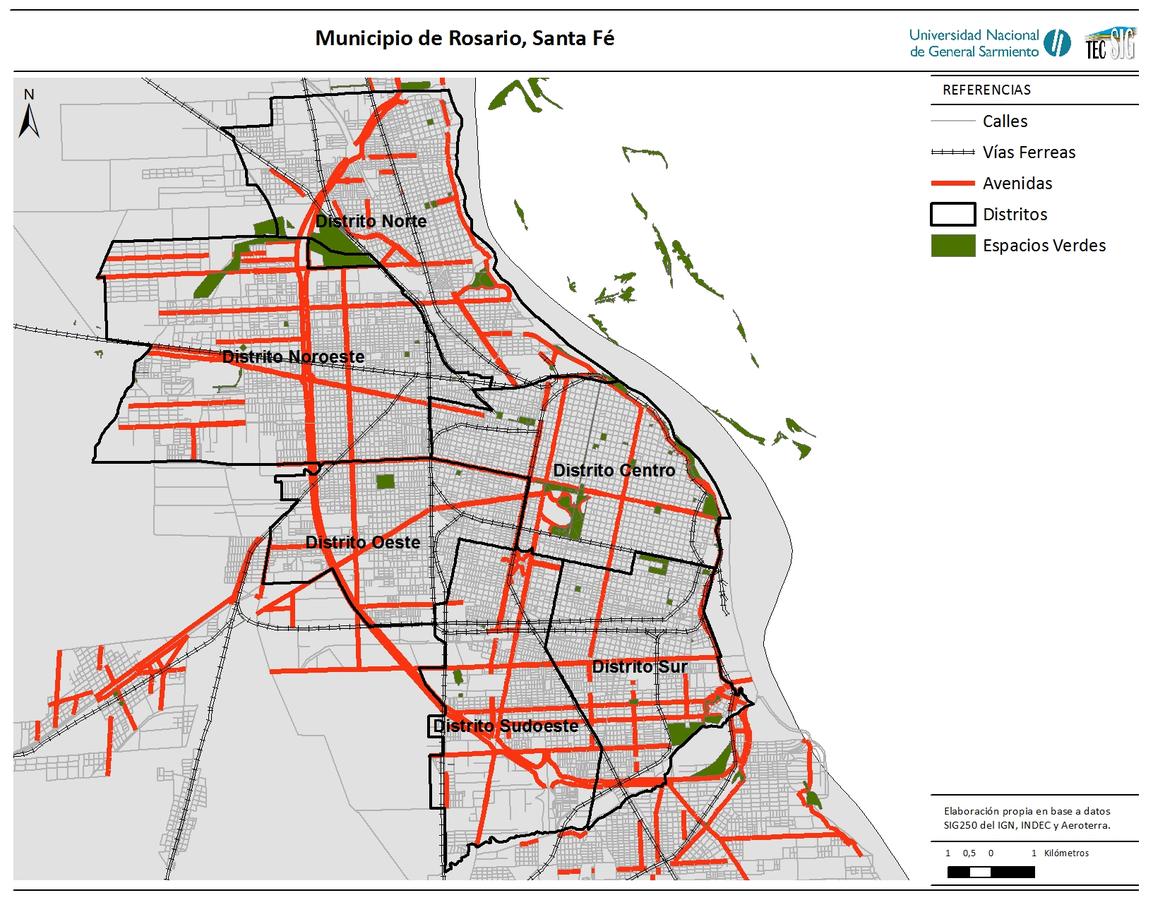 Municipio de Rosario, Santa Fé
Universidad Nacional
de General Sarmiento
TEC SIG
N
REFERENCIAS
Calles
Vías Ferreas
Avenidas
Distritos
Espacios Verdes
Distrito Norte
Distrito Noroeste
Distrito Centro
Distrito Oeste
Distrito Sur
Distrito Sudoeste
Elaboración propia en base a datos
SIG250 del IGN, INDEC y Aeroterra.
1 0,5 0 1 Kilómetros